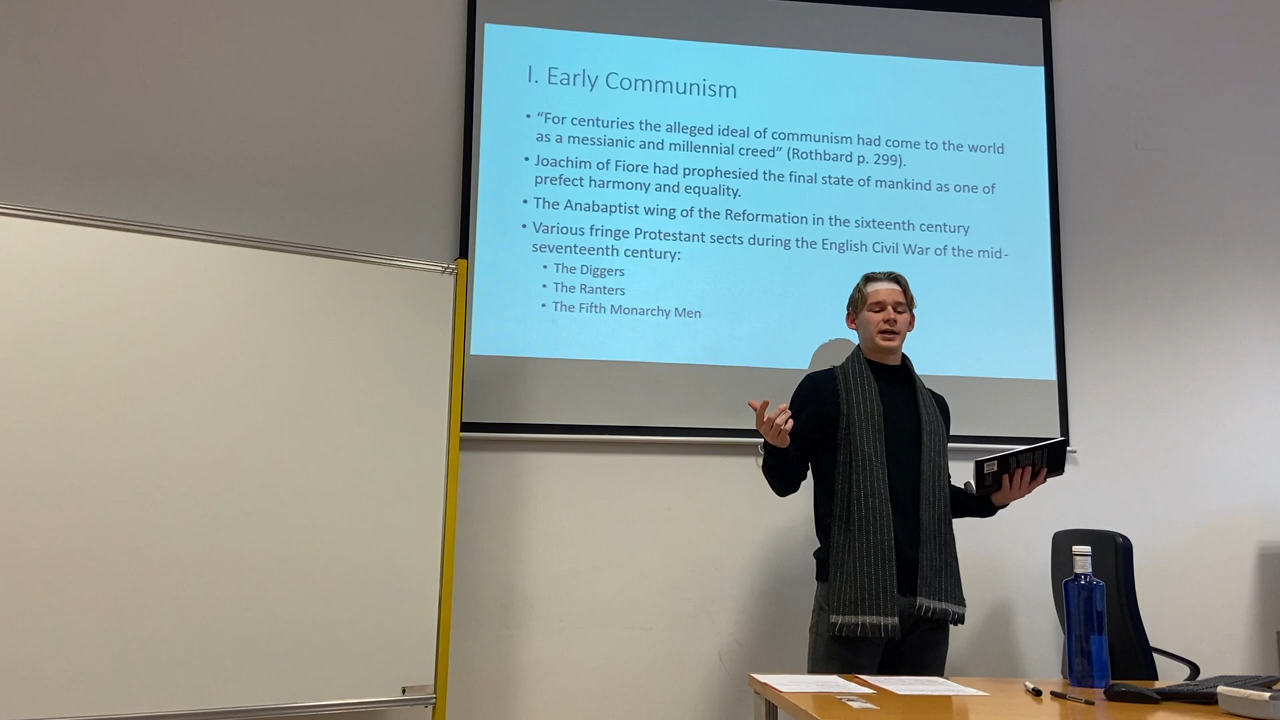 I. Early Communism
• “For centuries the alleged ideal of communism had come to the world
as a messianic and millennial creed” (Rothbard p. 299).
• Joachim of Fiore had prophesied the final state of mankind as one of
prefect harmony and equality.
• The Anabaptist wing of the Reformation in the sixteenth century
• Various fringe Protestant sects during the English Civil War of the mid-
seventeenth century:
• The Diggers
• The Ranters
• The Fifth Monarchy Men